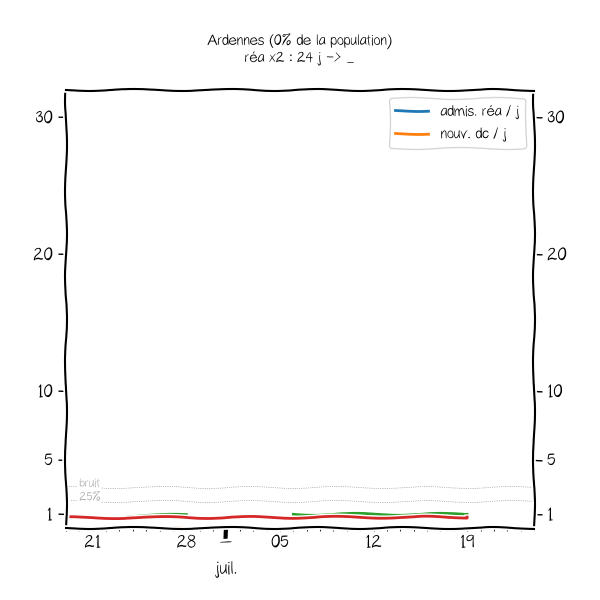 Ardennes (0% de la population)
réa x2 : 24 j -> _
admis. réa / j
nouv. dc / j
30 30
20 20
10 10
5 5
bruit
25%
1 1
21 28 1 05 12 19
juil.